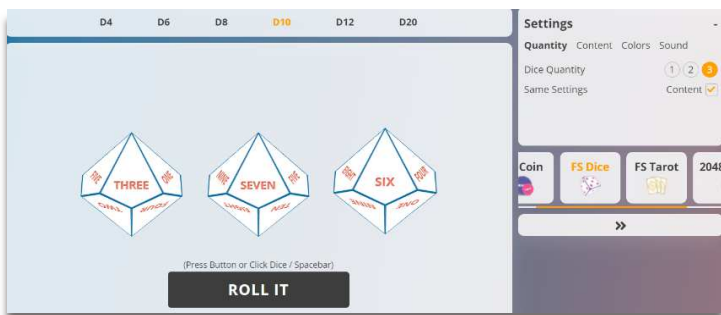 D4 D6 D8 D10 D12 D20
THREE
SEVEN
SIX
(Press Button or Click Dice / Spacebar)
ROLL IT
Settings -
Quantity Content Colors Sound
Dice Quantity 1 2 3
Same Settings Content
Coin FS Dice FS Tarot 2048
»